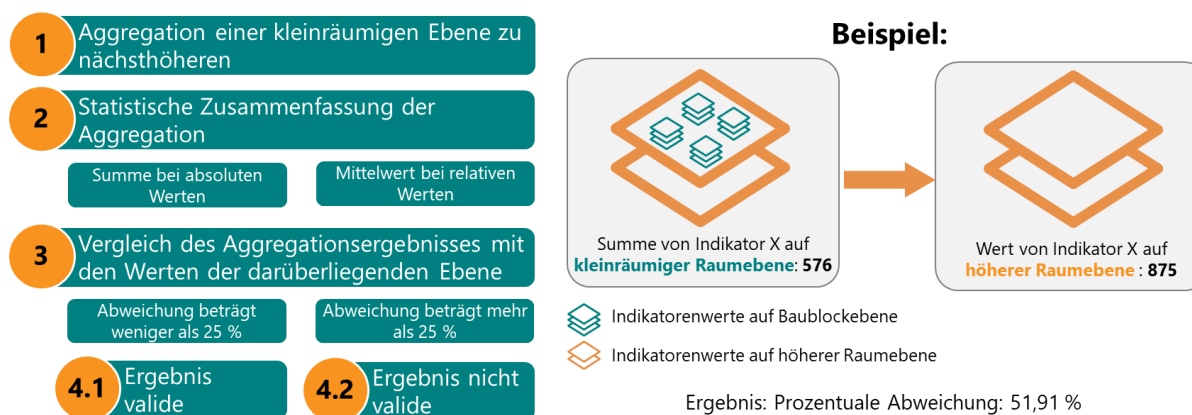 1
Aggregation einer kleinräumigen Ebene zu
nächsthöheren
2
Statistische Zusammenfassung der
Aggregation
Summe bei absoluten
Werten
Mittelwert bei relativen
Werten
3
Vergleich des Aggregationsergebnisses mit
den Werten der darüberliegenden Ebene
Abweichung beträgt
weniger als 25 %
Abweichung beträgt mehr
als 25 %
4.1
Ergebnis
valide
4.2
Ergebnis nicht
valide
Beispiel:
Summe von Indikator X auf
kleinräumiger Raumebene: 576
Wert von Indikator X auf
höherer Raumebene : 875
Indikatorenwerte auf Baublockebene
Indikatorenwerte auf höherer Raumebene
Ergebnis: Prozentuale Abweichung: 51,91 %